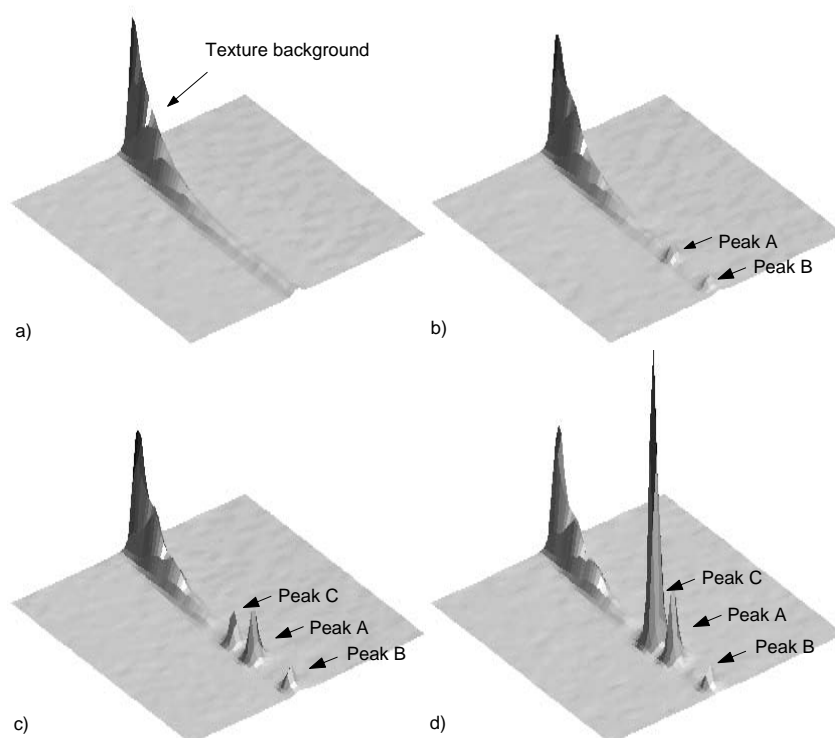 Texture background
a)
Peak A
Peak B
b)
Peak C
Peak A
Peak B
c)
Peak C
Peak A
Peak B
d)